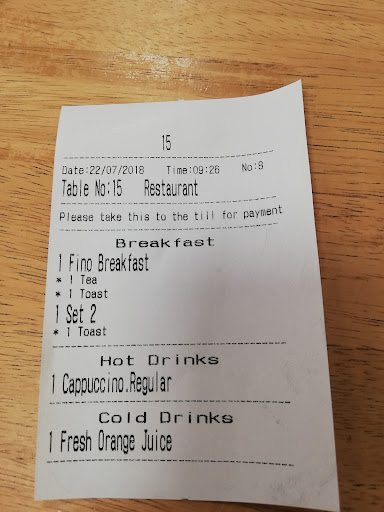 15
Date:22/07/2018 Time:09:26 No:8
Table No:15 Restaurant
Please take this to the till for payment
Breakfast
1 Fino Breakfast
* 1 Tea
* 1 Toast
1 Set 2
* 1 Toast
Hot Drinks
1 Cappuccino.Regular
Cold Drinks
1 Fresh Orange Juice